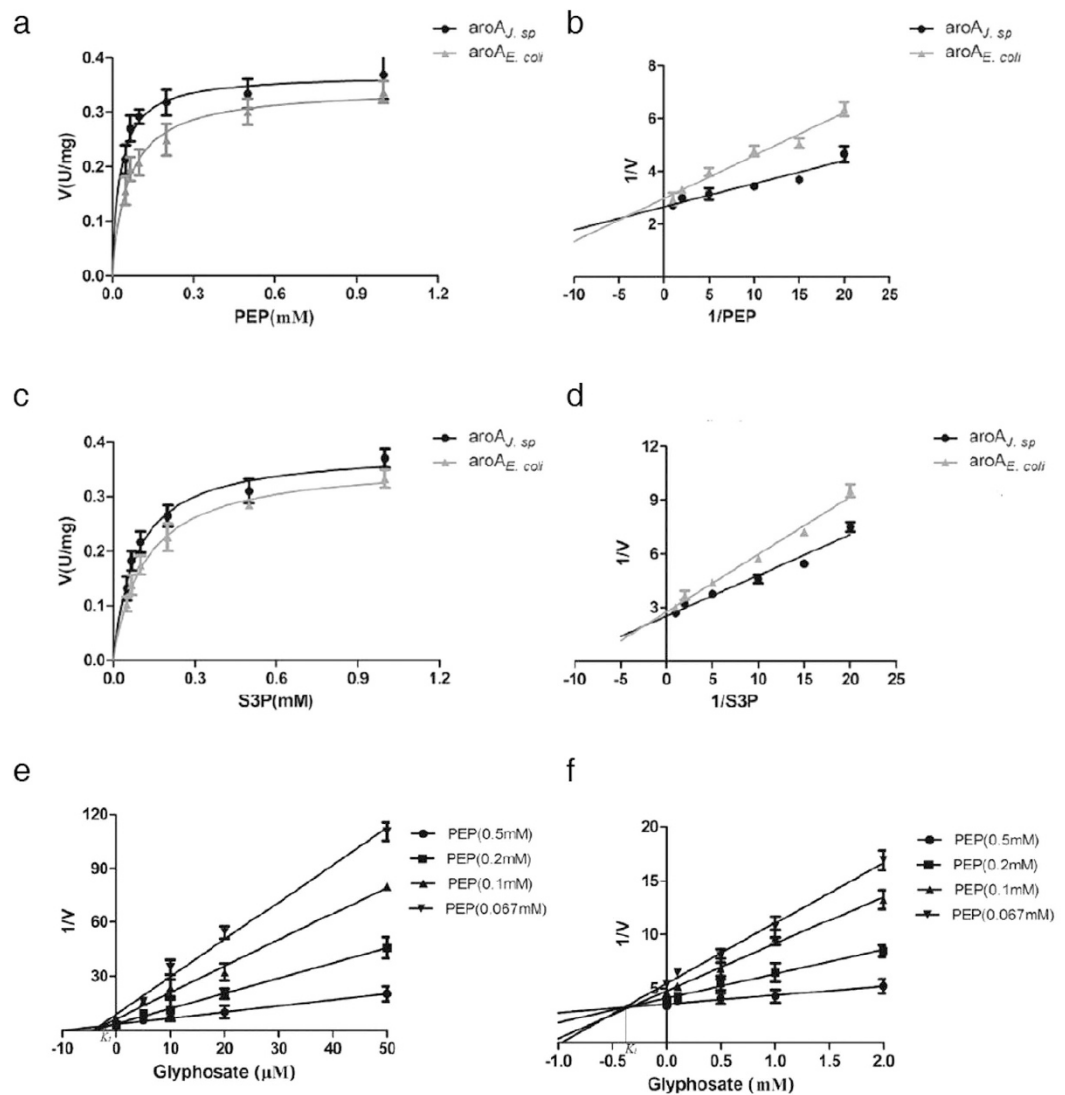 a
aroA J. sp
aroA E. coli
0.4
0.3
0.2
0.1
0.0
V(U/mg)
0.0 0.3 0.6 0.9 1.2
PEP(mM)
b
aroA J. sp
aroA E. coli
8
6
4
2
1/V
-10 -5 0 5 10 15 20 25
1/PEP
c
aroA J. sp
aroA E. coli
0.4
0.3
0.2
0.1
0.0
V(U/mg)
0.0 0.3 0.6 0.9 1.2
S3P(mM)
d
aroA J. sp
aroA E. coli
12
9
6
3
1/V
-10 -5 0 5 10 15 20 25
1/S3P
e
120
90
60
30
1/V
PEP(0.5mM)
PEP(0.2mM)
PEP(0.1mM)
PEP(0.067mM)
Ki
-10 0 10 20 30 40 50
Glyphosate (μM)
f
20
15
10
5
1/V
PEP(0.5mM)
PEP(0.2mM)
PEP(0.1mM)
PEP(0.067mM)
Ki
-1.0 -0.5 0.0 0.5 1.0 1.5 2.0
Glyphosate (mM)